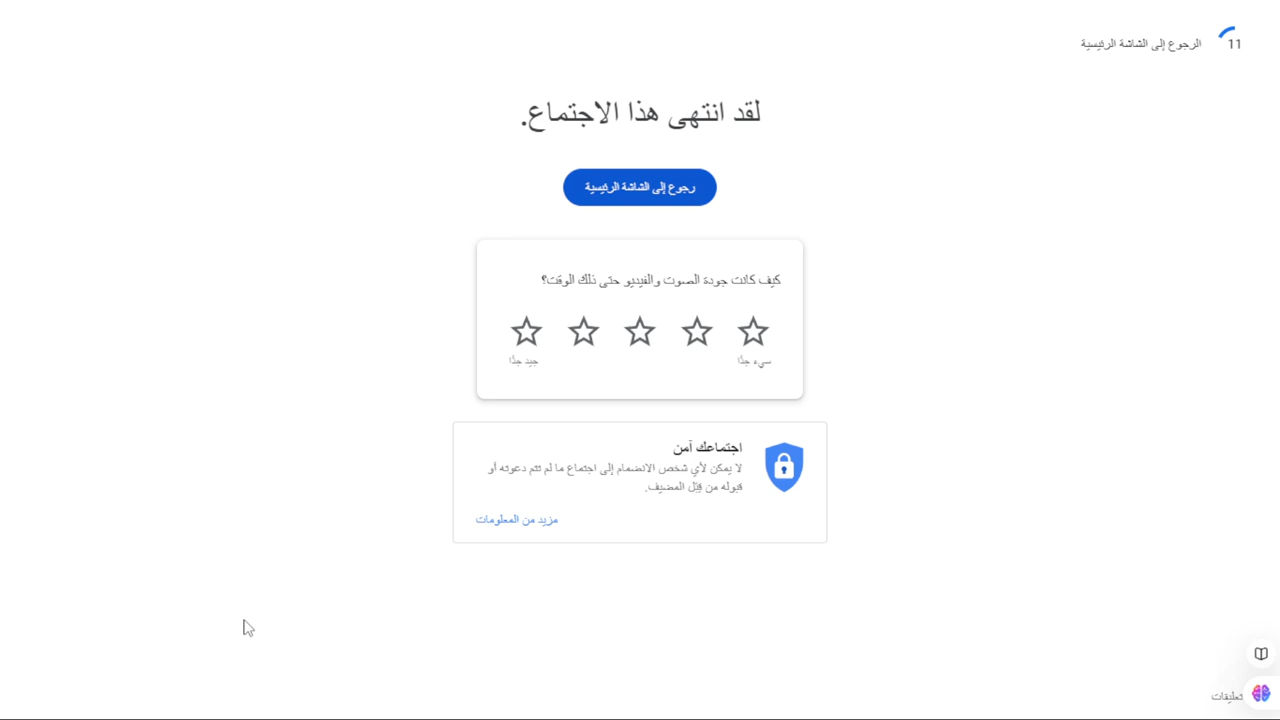 الرجوع إلى الشاشة الرئيسية
11
لقد انتهى هذا الاجتماع.
رجوع إلى الشاشة الرئيسية
كيف كانت جودة الصوت والفيديو حتى ذلك الوقت؟
سيء جدًا
جيد جدًا
اجتماعك آمن
لا يمكن لأي شخص الانضمام إلى اجتماع ما لم تتم دعوته أو
قبوله من قِبَل المضيف.
مزيد من المعلومات
تعليقات